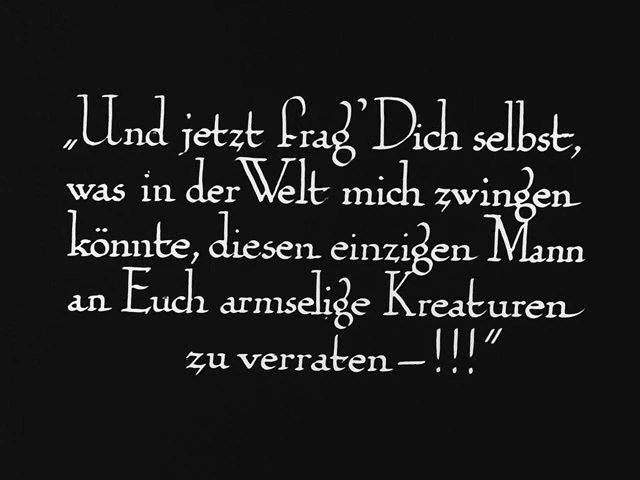 „Und jetzt frag' Dich selbst,
was in der Welt mich zwingen
könnte, diesen einzigen Mann
an Euch armselige Kreaturen
zu verraten – !!!"